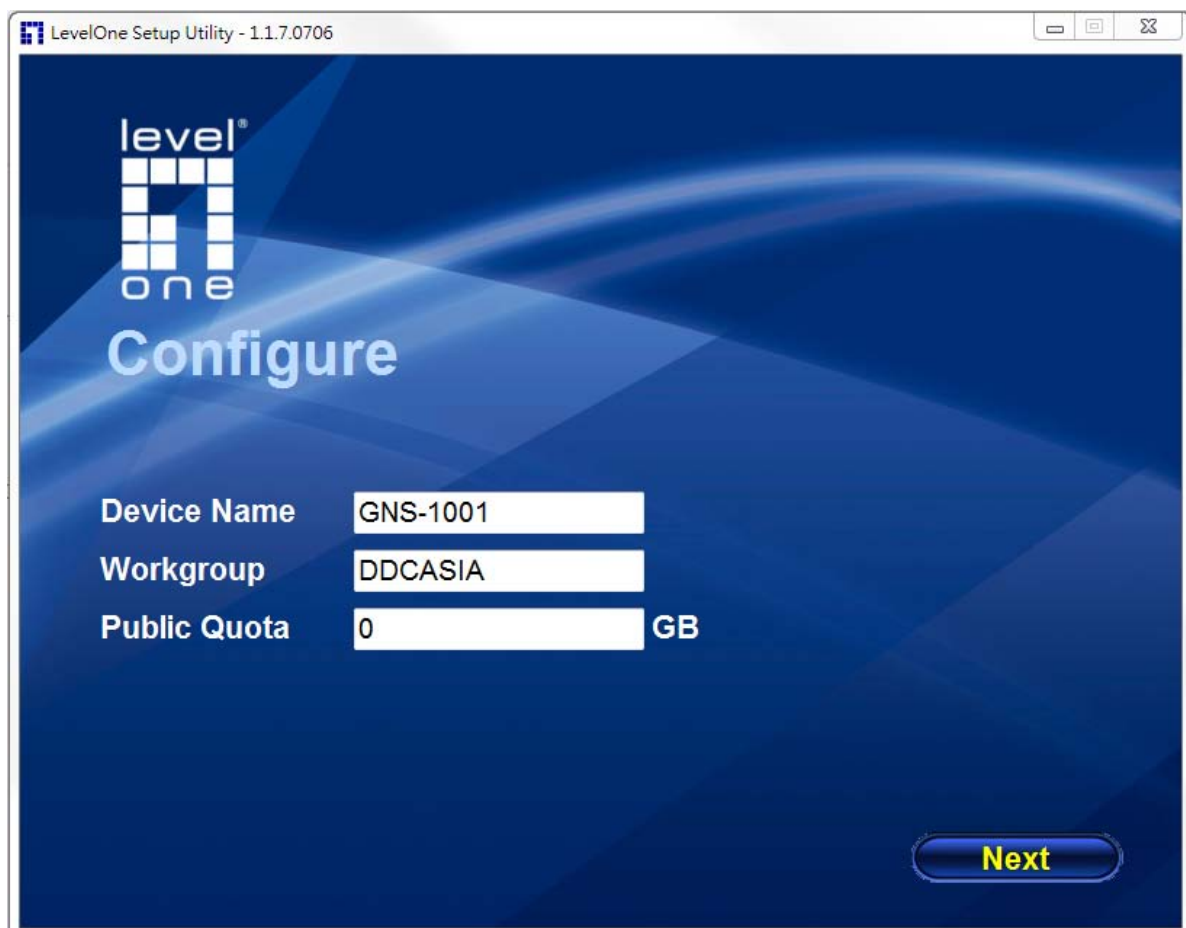 LevelOne Setup Utility - 1.1.7.0706
level®
one
Configure
Device Name GNS-1001
Workgroup DDCASIA
Public Quota 0 GB
Next